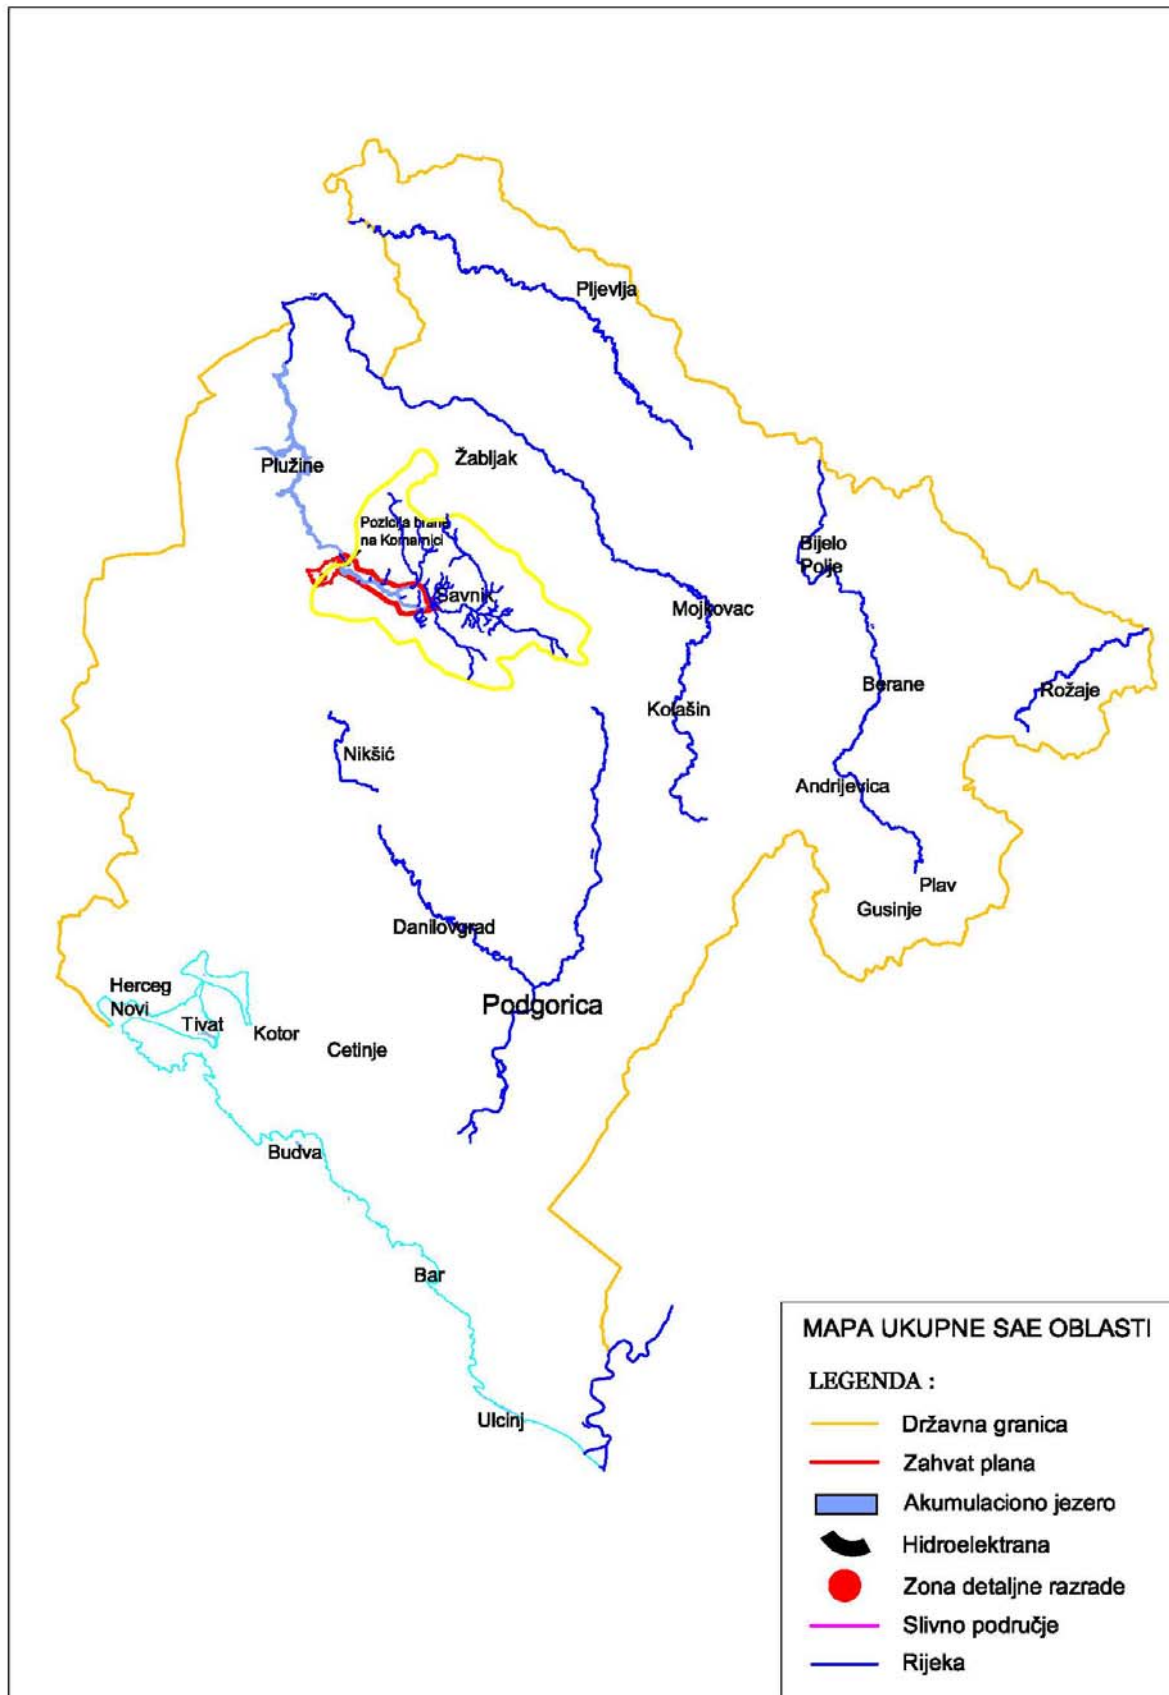 Pljevlja
Žabljak
Plužine
Pozicija brane
na Komarnici
Šavnik
Bijelo
Polje
Mojkovac
Berane
Rožaje
Kolašin
Nikšić
Andrijevica
Plav
Gusinje
Danilovgrad
Herceg
Novi
Tivat
Kotor
Cetinje
Podgorica
Budva
Bar
Ulcinj
MAPA UKUPNE SAE OBLASTI
LEGENDA :
Državna granica
Zahvat plana
Akumulaciono jezero
Hidroelektrana
Zona detaljne razrade
Slivno područje
Rijeka